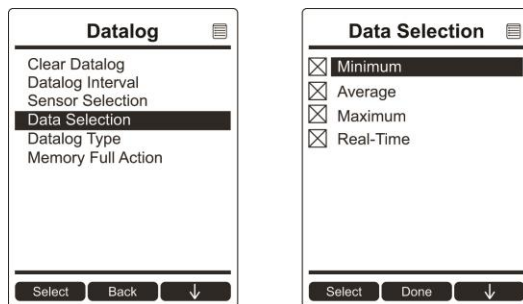 Datalog
Clear Datalog
Datalog Interval
Sensor Selection
Data Selection
Datalog Type
Memory Full Action
Select Back ↓
Data Selection
Minimum
Average
Maximum
Real-Time
Select Done ↓